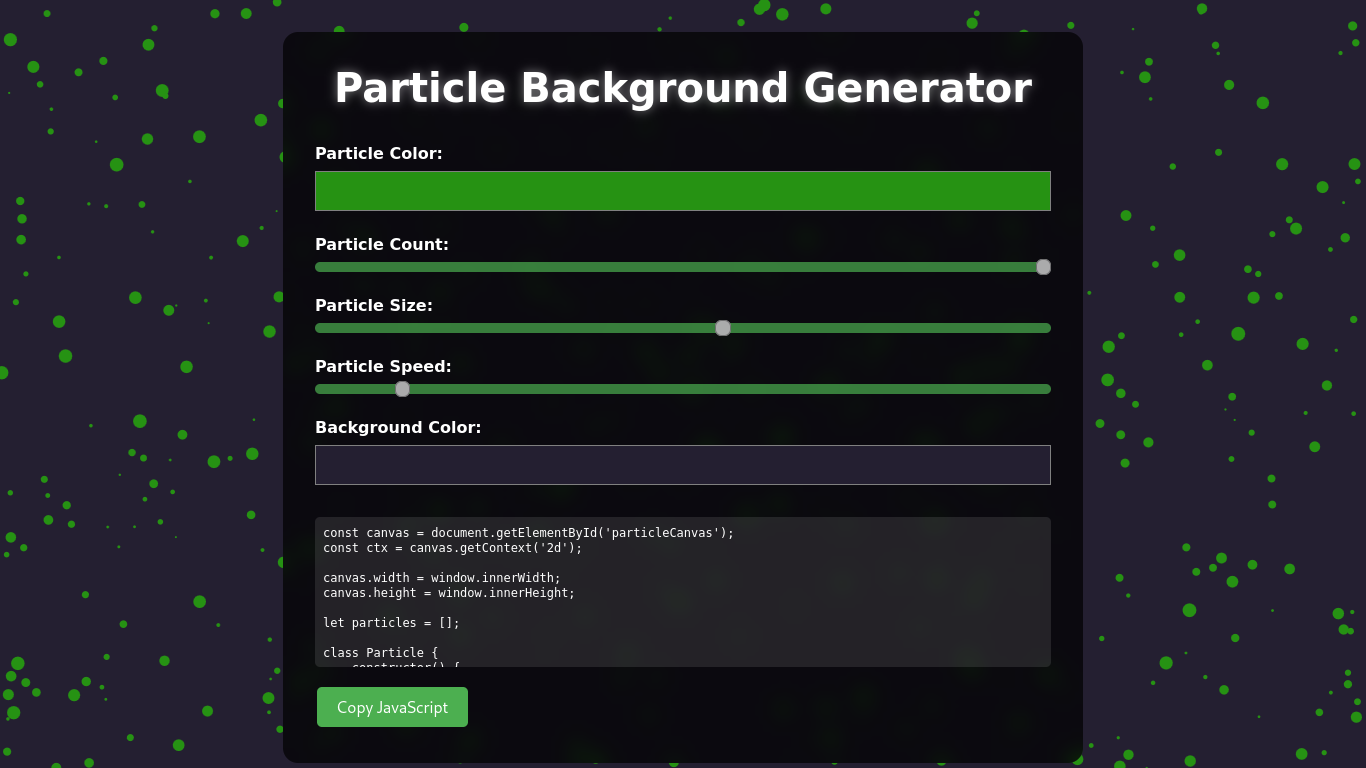 Particle Background Generator
Particle Color:
Particle Count:
Particle Size:
Particle Speed:
Background Color:
const canvas = document.getElementById('particleCanvas');
const ctx = canvas.getContext('2d');
canvas.width = window.innerWidth;
canvas.height = window.innerHeight;
let particles = [];
class Particle {
constructor() {
Copy JavaScript